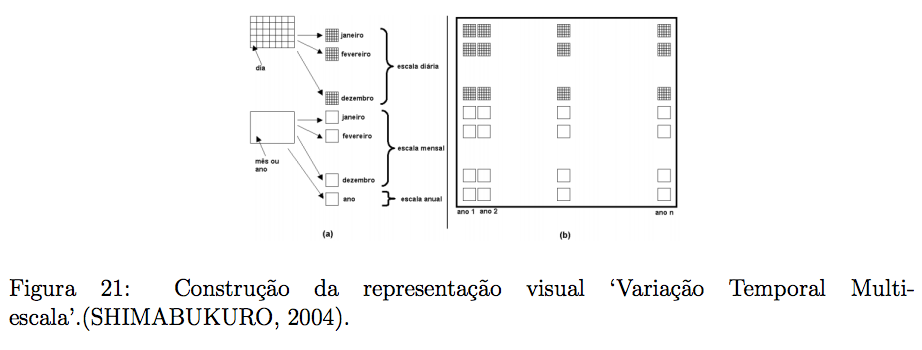 janeiro
fevereiro
dia
escala diária
dezembro
janeiro
fevereiro
escala mensal
mês ou
ano
dezembro
ano
escala anual
(a)
ano 1 ano 2 ano n
(b)
Figura 21: Construção da representação visual ‘Variação Temporal Multi-
escala’.(SHIMABUKURO, 2004).